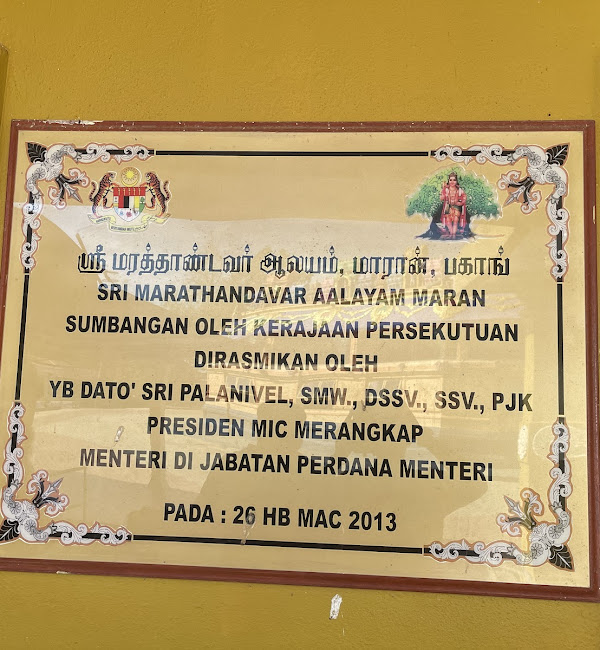 ஸ்ரீ மரத்தாண்டவர் ஆலயம், மாரான், பகாங்
SRI MARATHANDAVAR AALAYAM MARAN
SUMBANGAN OLEH KERAJAAN PERSEKUTUAN
DIRASMIKAN OLEH
YB DATO' SRI PALANIVEL, SMW., DSSV., SSV., PJK
PRESIDEN MIC MERANGKAP
MENTERI DI JABATAN PERDANA MENTERI
PADA : 26 HB MAC 2013